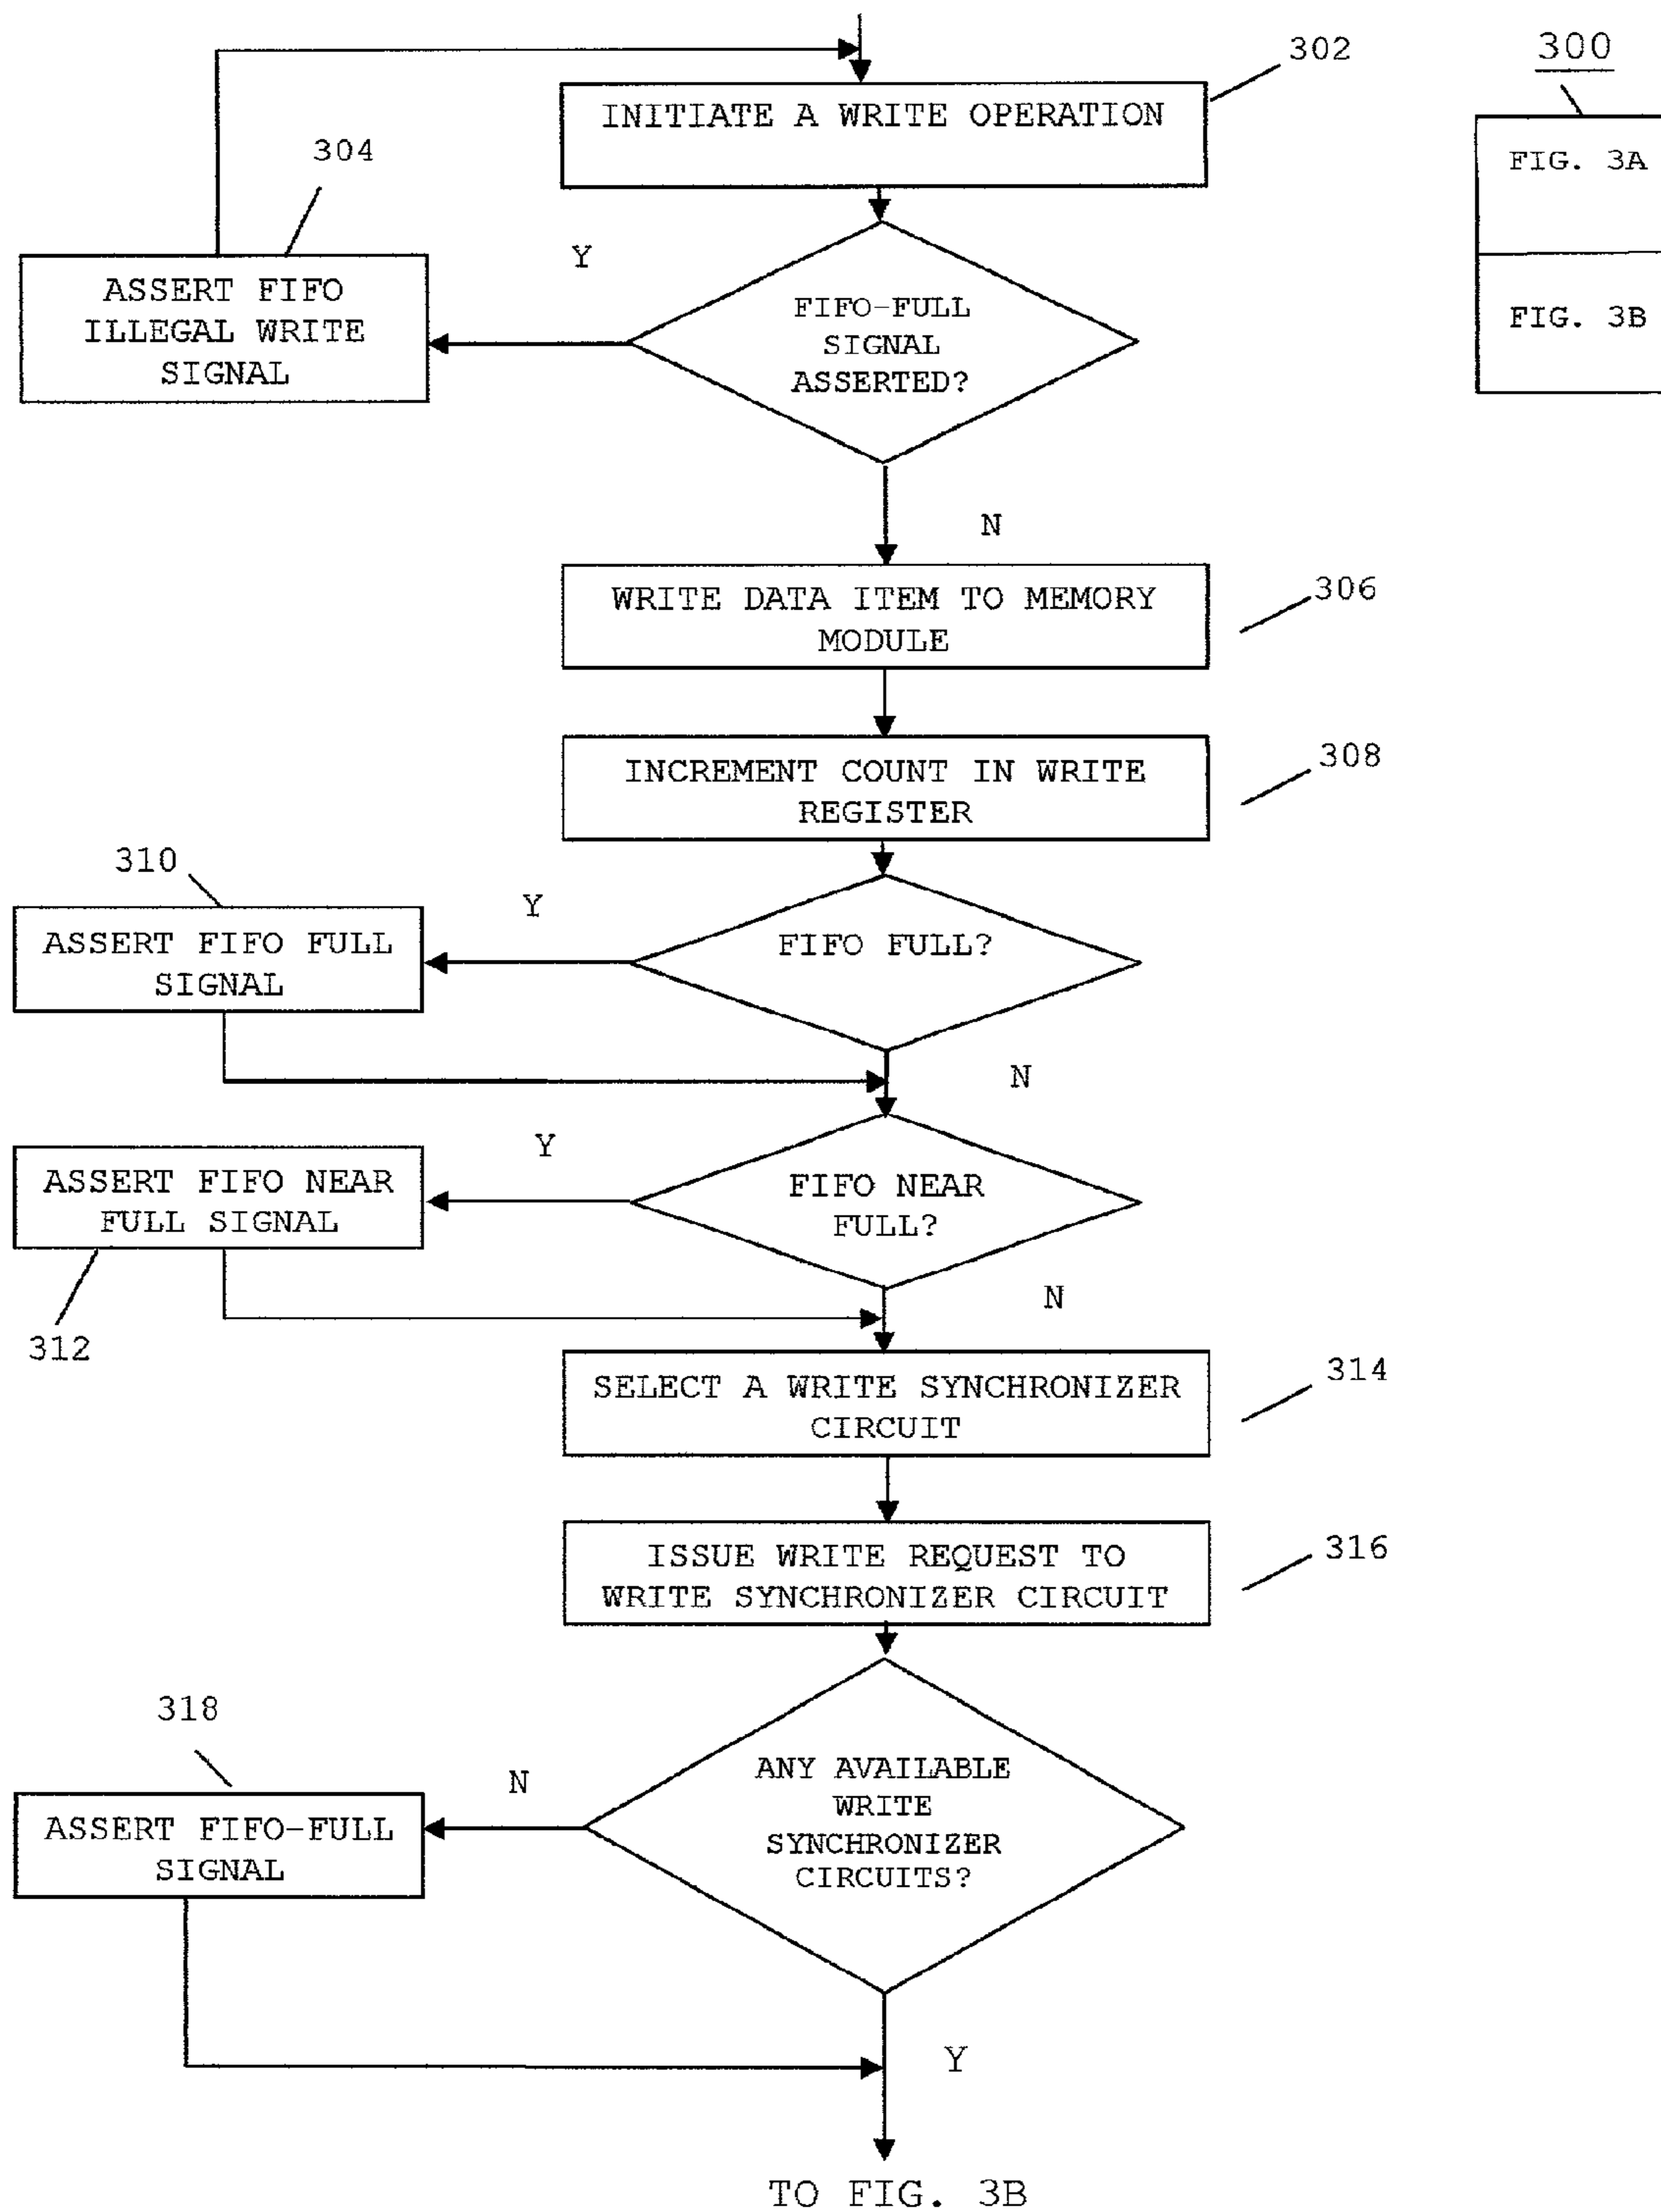 300
FIG. 3A
FIG. 3B
302
INITIATE A WRITE OPERATION
304
ASSERT FIFO
ILLEGAL WRITE
SIGNAL
Y
FIFO-FULL
SIGNAL
ASSERTED?
N
306
WRITE DATA ITEM TO MEMORY
MODULE
308
INCREMENT COUNT IN WRITE
REGISTER
310
ASSERT FIFO FULL
SIGNAL
Y
FIFO FULL?
N
ASSERT FIFO NEAR
FULL SIGNAL
312
Y
FIFO NEAR
FULL?
N
314
SELECT A WRITE SYNCHRONIZER
CIRCUIT
316
ISSUE WRITE REQUEST TO
WRITE SYNCHRONIZER CIRCUIT
318
ASSERT FIFO-FULL
SIGNAL
N
ANY AVAILABLE
WRITE
SYNCHRONIZER
CIRCUITS?
Y
TO FIG. 3B